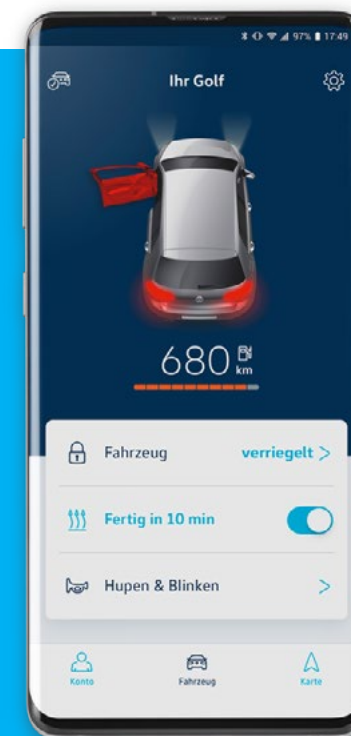 97% 17:49
Ihr Golf
680 km
Fahrzeug verriegelt >
Fertig in 10 min
Hupen & Blinken >
Konto Fahrzeug Karte